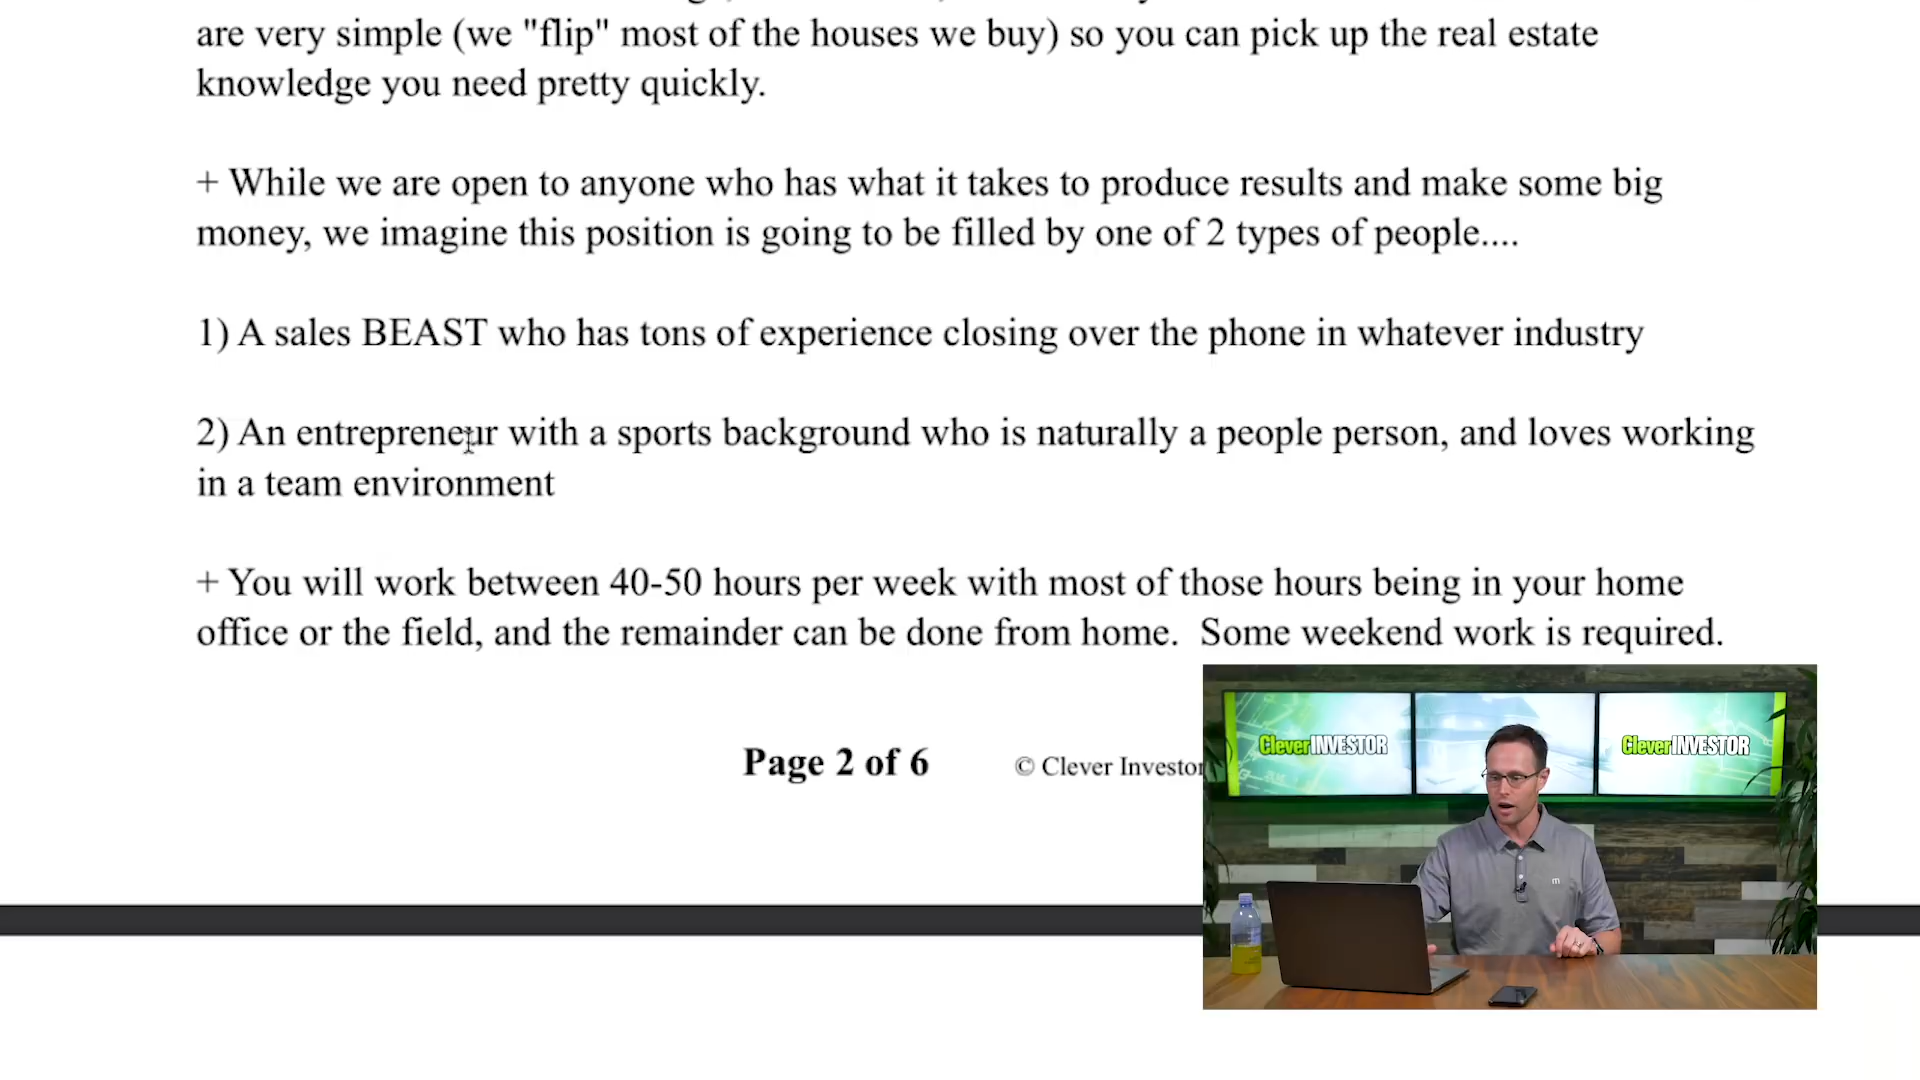 are very simple (we "flip" most of the houses we buy) so you can pick up the real estate
knowledge you need pretty quickly.
+ While we are open to anyone who has what it takes to produce results and make some big
money, we imagine this position is going to be filled by one of 2 types of people....
1) A sales BEAST who has tons of experience closing over the phone in whatever industry
2) An entrepreneur with a sports background who is naturally a people person, and loves working
in a team environment
+ You will work between 40-50 hours per week with most of those hours being in your home
office or the field, and the remainder can be done from home.  Some weekend work is required.
Page 2 of 6
© Clever Investor
CleverINVESTOR
CleverINVESTOR
m